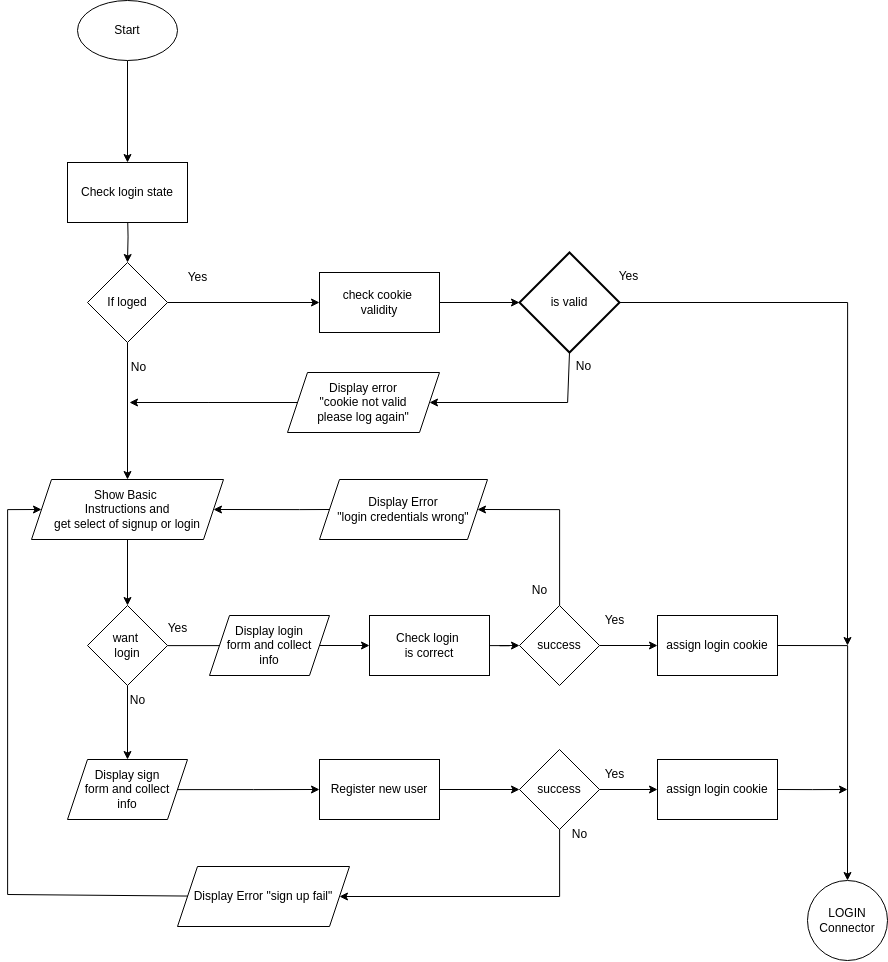 Start
Check login state
If loged
Yes
check cookie
validity
is valid
Yes
No
No
Display error
"cookie not valid
please log again"
Show Basic
Instructions and
get select of signup or login
Display Error
"login credentials wrong"
No
want
login
Yes
Display login
form and collect
info
Check login
is correct
success
Yes
assign login cookie
No
Display sign
form and collect
info
Register new user
success
Yes
assign login cookie
No
Display Error "sign up fail"
LOGIN
Connector